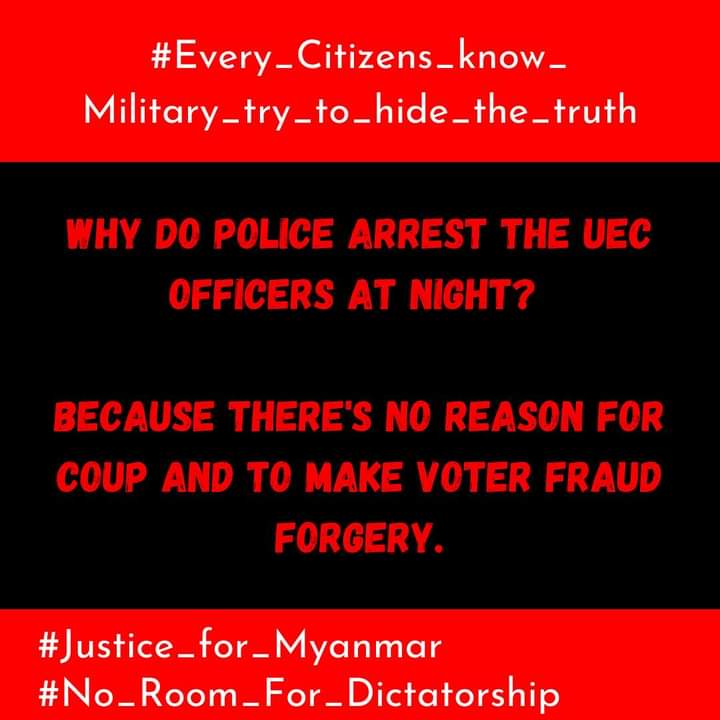 #Every_Citizens_know_
Military_try_to_hide_the_truth
WHY DO POLICE ARREST THE UEC
OFFICERS AT NIGHT?
BECAUSE THERE'S NO REASON FOR
COUP AND TO MAKE VOTER FRAUD
FORGERY.
#Justice_for_Myanmar
#No_Room_For_Dictatorship